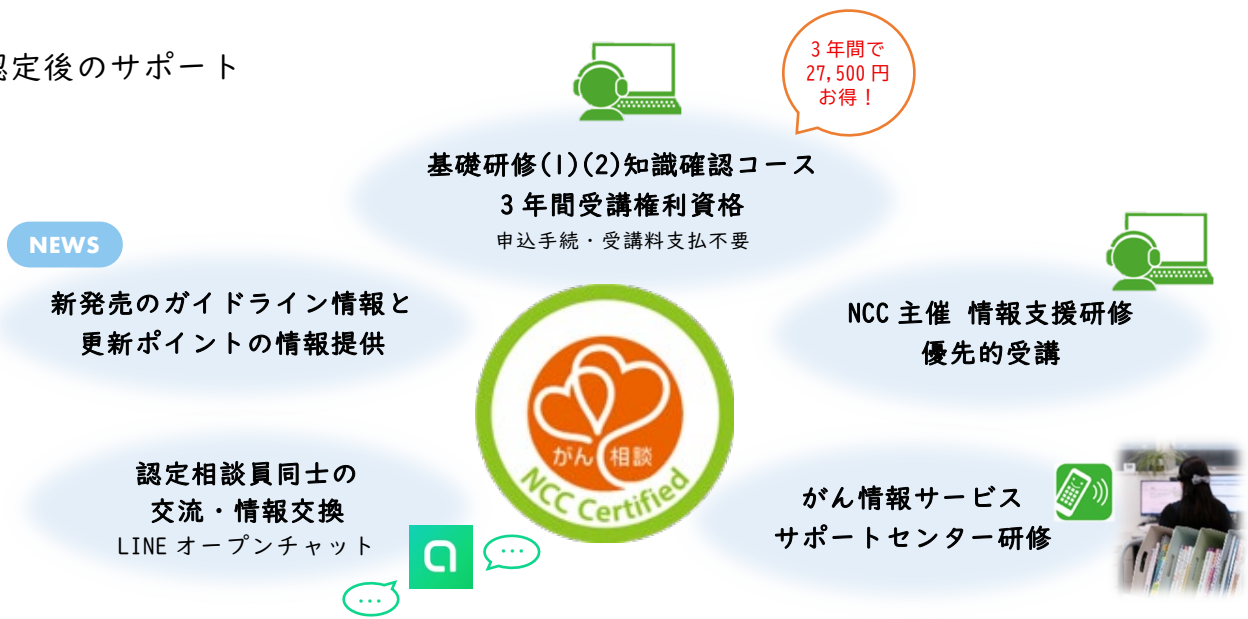 認定後のサポート
3年間で
27,500円
お得！
基礎研修(1)(2)知識確認コース
3年間受講権利資格
申込手続・受講料支払不要
NEWS
新発売のガイドライン情報と
更新ポイントの情報提供
NCC主催 情報支援研修
優先的受講
がん相談
NCC Certified
認定相談員同士の
交流・情報交換
LINEオープンチャット
がん情報サービス
サポートセンター研修